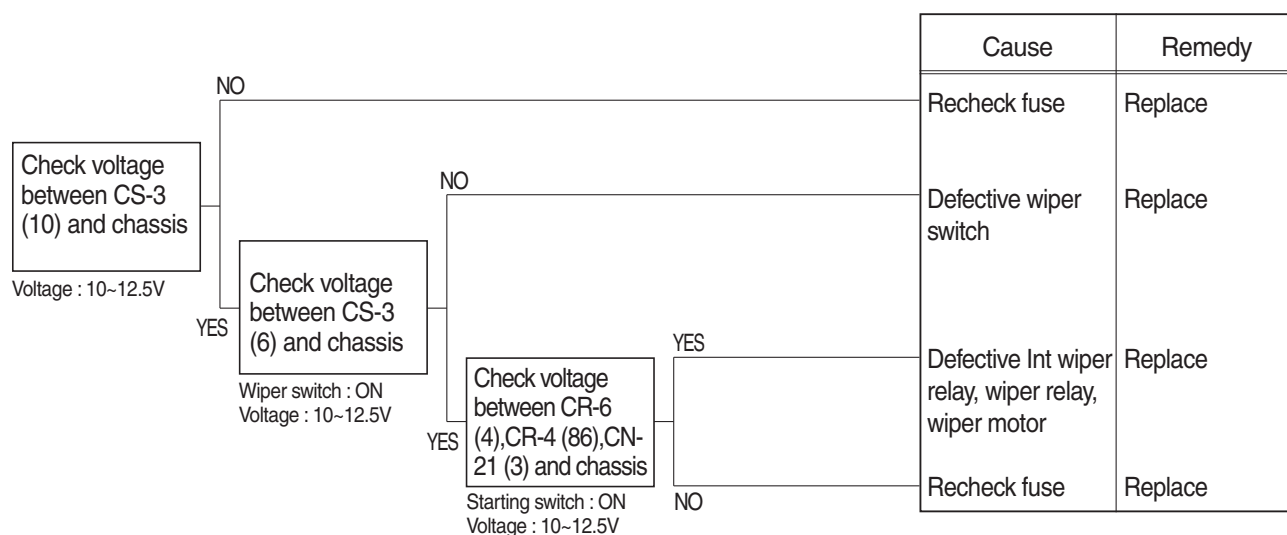 Cause
Remedy
NO
Recheck fuse
Replace
Check voltage
between CS-3
(10) and chassis
Voltage : 10~12.5V
NO
Defective wiper
switch
Replace
YES
Check voltage
between CS-3
(6) and chassis
Wiper switch : ON
Voltage : 10~12.5V
YES
Check voltage
between CR-6
(4),CR-4 (86),CN-
21 (3) and chassis
Starting switch : ON
Voltage : 10~12.5V
YES
Defective Int wiper
relay, wiper relay,
wiper motor
Replace
NO
Recheck fuse
Replace